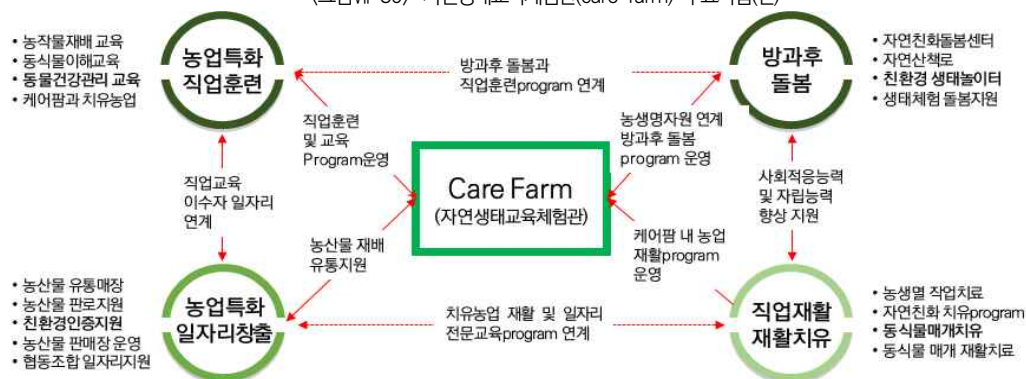 • 농작물재배 교육
• 동식물이해교육
• 동물건강관리 교육
• 케어팜과 치유농업
농업특화
직업훈련
방과후 돌봄과
직업훈련program 연계
방과후
돌봄
• 자연친화돌봄센터
• 자연산책로
• 친환경 생태놀이터
• 생태체험 돌봄지원
직업훈련
및 교육
Program운영
농생명자원 연계
방과후 돌봄
program 운영
직업교육
이수자 일자리
연계
Care Farm
(자연생태교육체험관)
사회적응능력
및 자립능력
향상 지원
농산물 재배
유통지원
케어팜 내 농업
재활program
운영
• 농산물 유통매장
• 농산물 판로지원
• 친환경인증지원
• 농산물 판매장 운영
• 협동조합 일자리지원
농업특화
일자리창출
치유농업 재활 및 일자리
전문교육program 연계
직업재활
재활치유
• 농생명 작업치료
• 자연친화 치유program
• 동식물매개치유
• 동식물 매개 재활치료